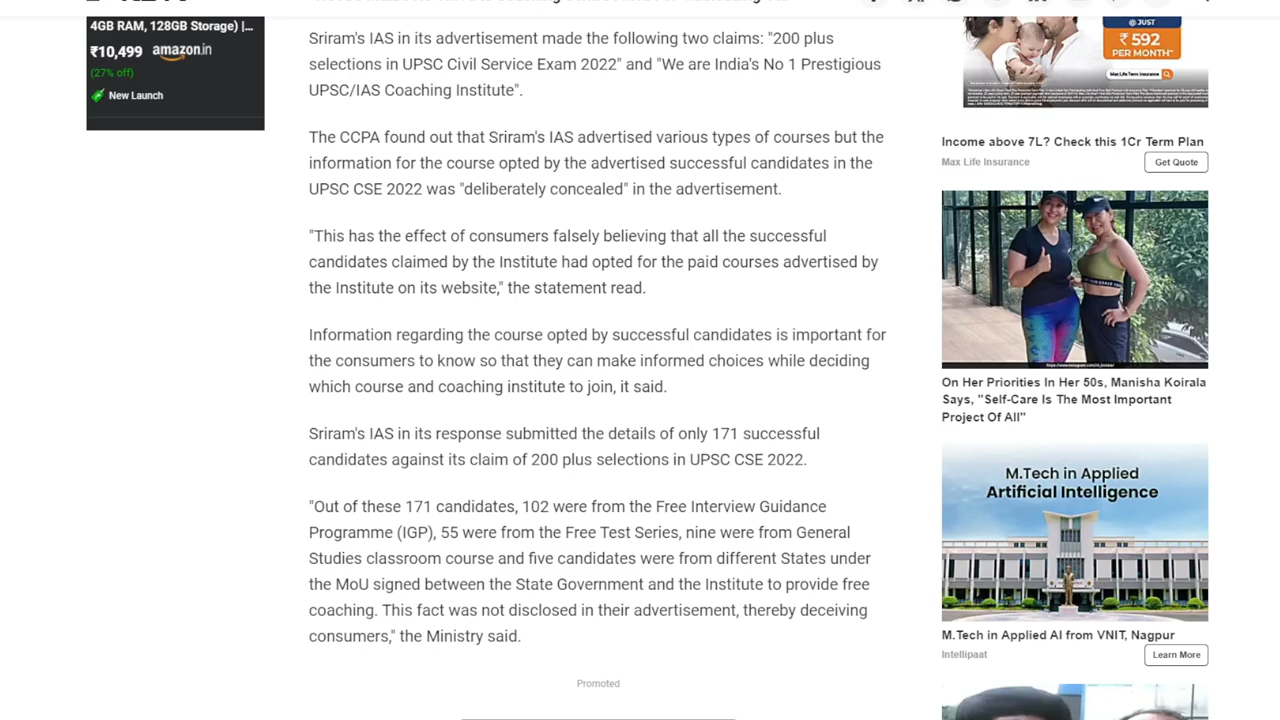 4GB RAM, 128GB Storage) |...
₹10,499 amazon.in
(27% off)
New Launch
Sriram's IAS in its advertisement made the following two claims: "200 plus
selections in UPSC Civil Service Exam 2022" and "We are India's No 1 Prestigious
UPSC/IAS Coaching Institute".
The CCPA found out that Sriram's IAS advertised various types of courses but the
information for the course opted by the advertised successful candidates in the
UPSC CSE 2022 was "deliberately concealed" in the advertisement.
"This has the effect of consumers falsely believing that all the successful
candidates claimed by the Institute had opted for the paid courses advertised by
the Institute on its website," the statement read.
Information regarding the course opted by successful candidates is important for
the consumers to know so that they can make informed choices while deciding
which course and coaching institute to join, it said.
Sriram's IAS in its response submitted the details of only 171 successful
candidates against its claim of 200 plus selections in UPSC CSE 2022.
"Out of these 171 candidates, 102 were from the Free Interview Guidance
Programme (IGP), 55 were from the Free Test Series, nine were from General
Studies classroom course and five candidates were from different States under
the MoU signed between the State Government and the Institute to provide free
coaching. This fact was not disclosed in their advertisement, thereby deceiving
consumers," the Ministry said.
Promoted
@ JUST
₹ 592
PER MONTH*
Max Life Term Insurance
Income above 7L? Check this 1Cr Term Plan
Max Life Insurance
Get Quote
On Her Priorities In Her 50s, Manisha Koirala
Says, "Self-Care Is The Most Important
Project Of All"
M.Tech in Applied
Artificial Intelligence
M.Tech in Applied AI from VNIT, Nagpur
Intellipaat
Learn More